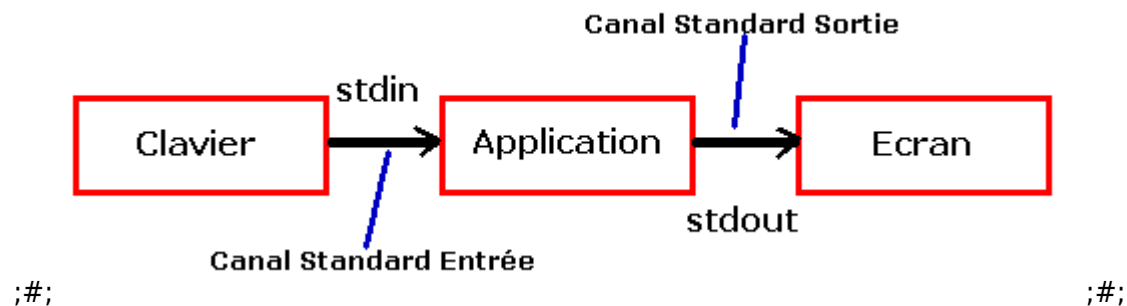 Canal Standard Sortie
stdin
Clavier
Application
Ecran
stdout
Canal Standard Entrée
;#; ;#;